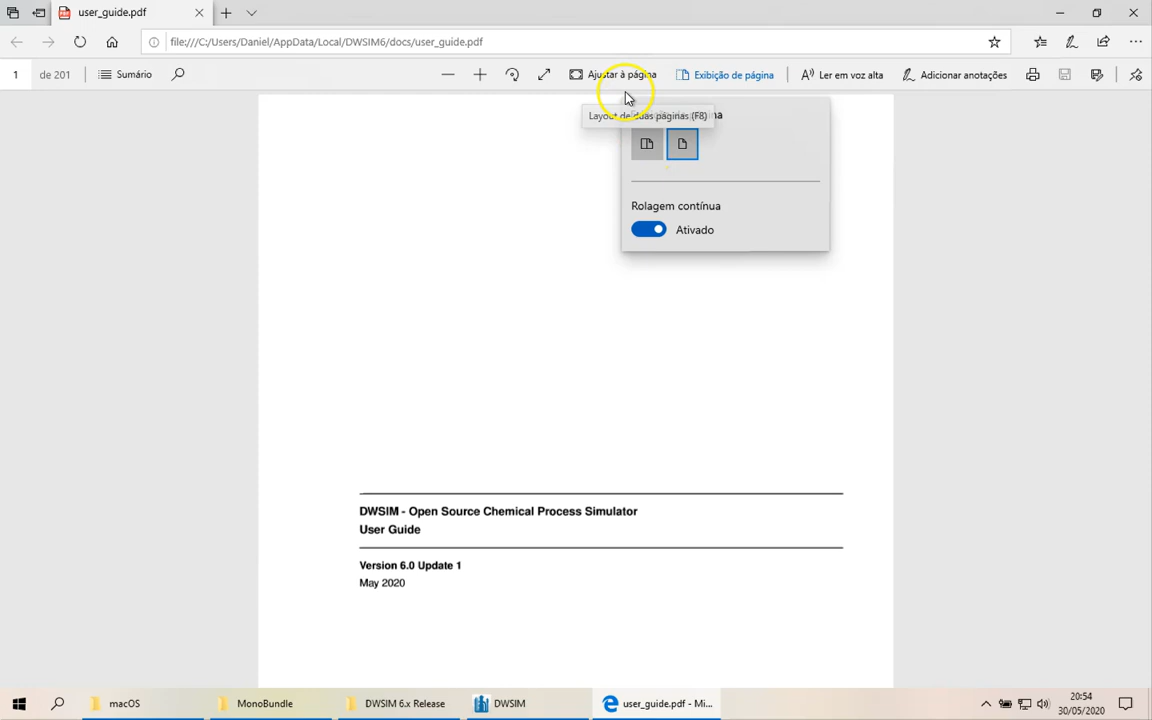 user_guide.pdf
file:///C:/Users/Daniel/AppData/Local/DWSIM6/docs/user_guide.pdf
1 de 201 Sumário Ajustar à página Exibição de página Ler em voz alta Adicionar anotações
Layout de duas páginas (F8)
Rolagem contínua
Ativado
DWSIM - Open Source Chemical Process Simulator
User Guide
Version 6.0 Update 1
May 2020
macOS MonoBundle DWSIM 6.x Release DWSIM user_guide.pdf - Mi... 20:54
30/05/2020